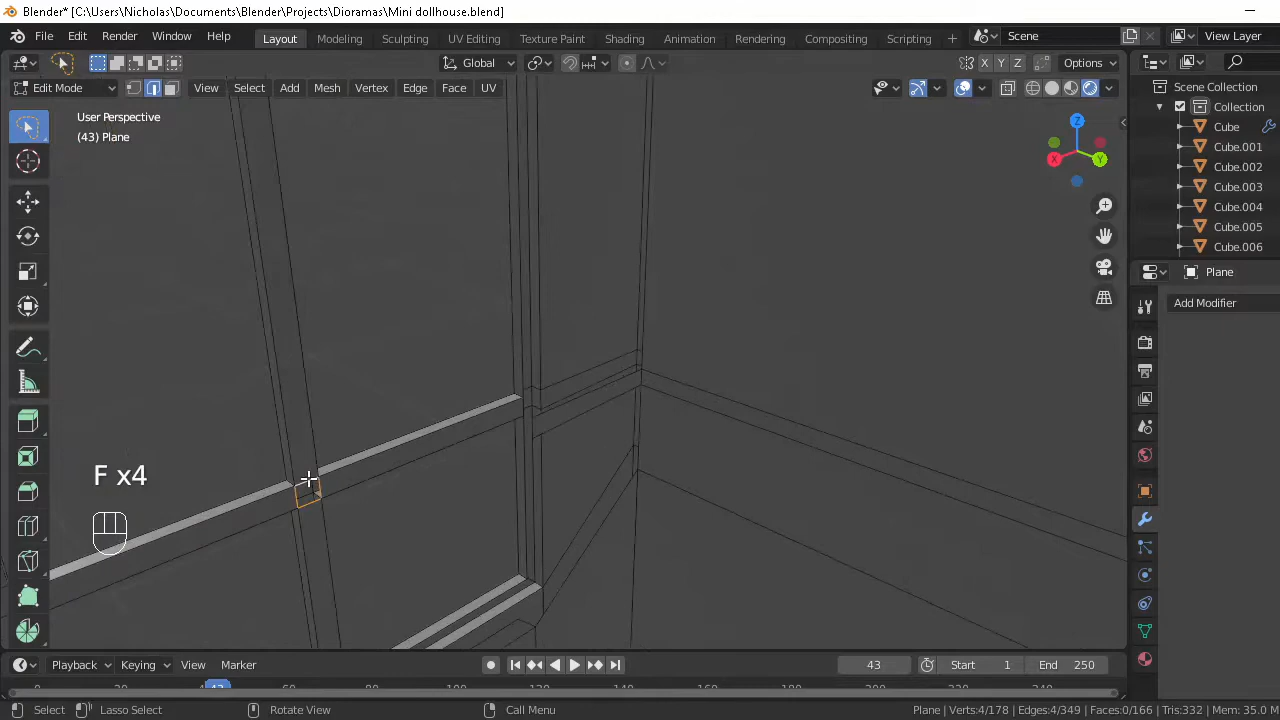 Blender* [C:\Users\Nicholas\Documents\Blender\Projects\Dioramas\Mini dollhouse.blend]
File Edit Render Window Help Layout Modeling Sculpting UV Editing Texture Paint Shading Animation Rendering Compositing Scripting Scene View Layer
Global X Y Z Options
Edit Mode View Select Add Mesh Vertex Edge Face UV
Scene Collection
Collection
Cube
Cube.001
Cube.002
Cube.003
Cube.004
Cube.005
Cube.006
User Perspective
(43) Plane
Z
X Y
Plane
Add Modifier
F x4
Playback Keying View Marker 43 Start 1 End 250
Select Lasso Select Rotate View Call Menu Plane | Verts:4/178 | Edges:4/349 | Faces:0/166 | Tris:332 | Mem: 35.0 M